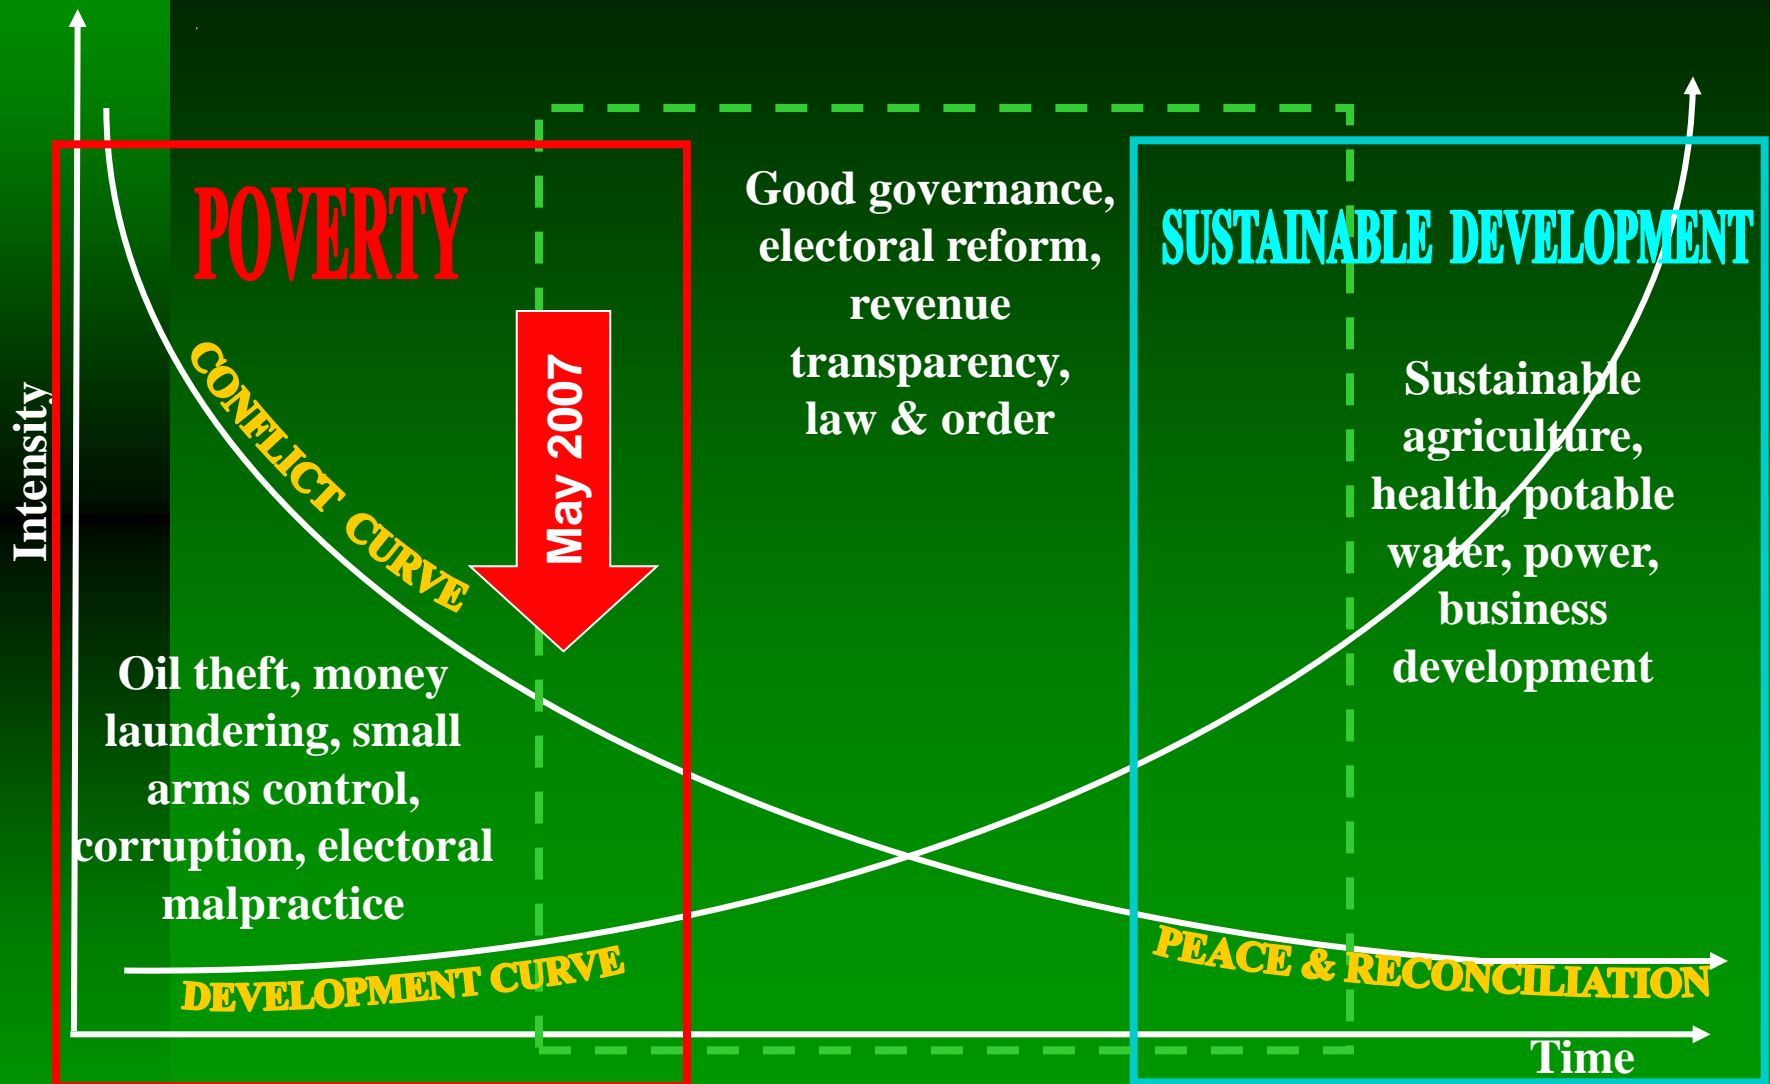 Intensity
POVERTY
CONFLICT CURVE
May 2007
Oil theft, money
laundering, small
arms control,
corruption, electoral
malpractice
DEVELOPMENT CURVE
Good governance,
electoral reform,
revenue
transparency,
law & order
SUSTAINABLE DEVELOPMENT
Sustainable
agriculture,
health, potable
water, power,
business
development
PEACE & RECONCILIATION
Time